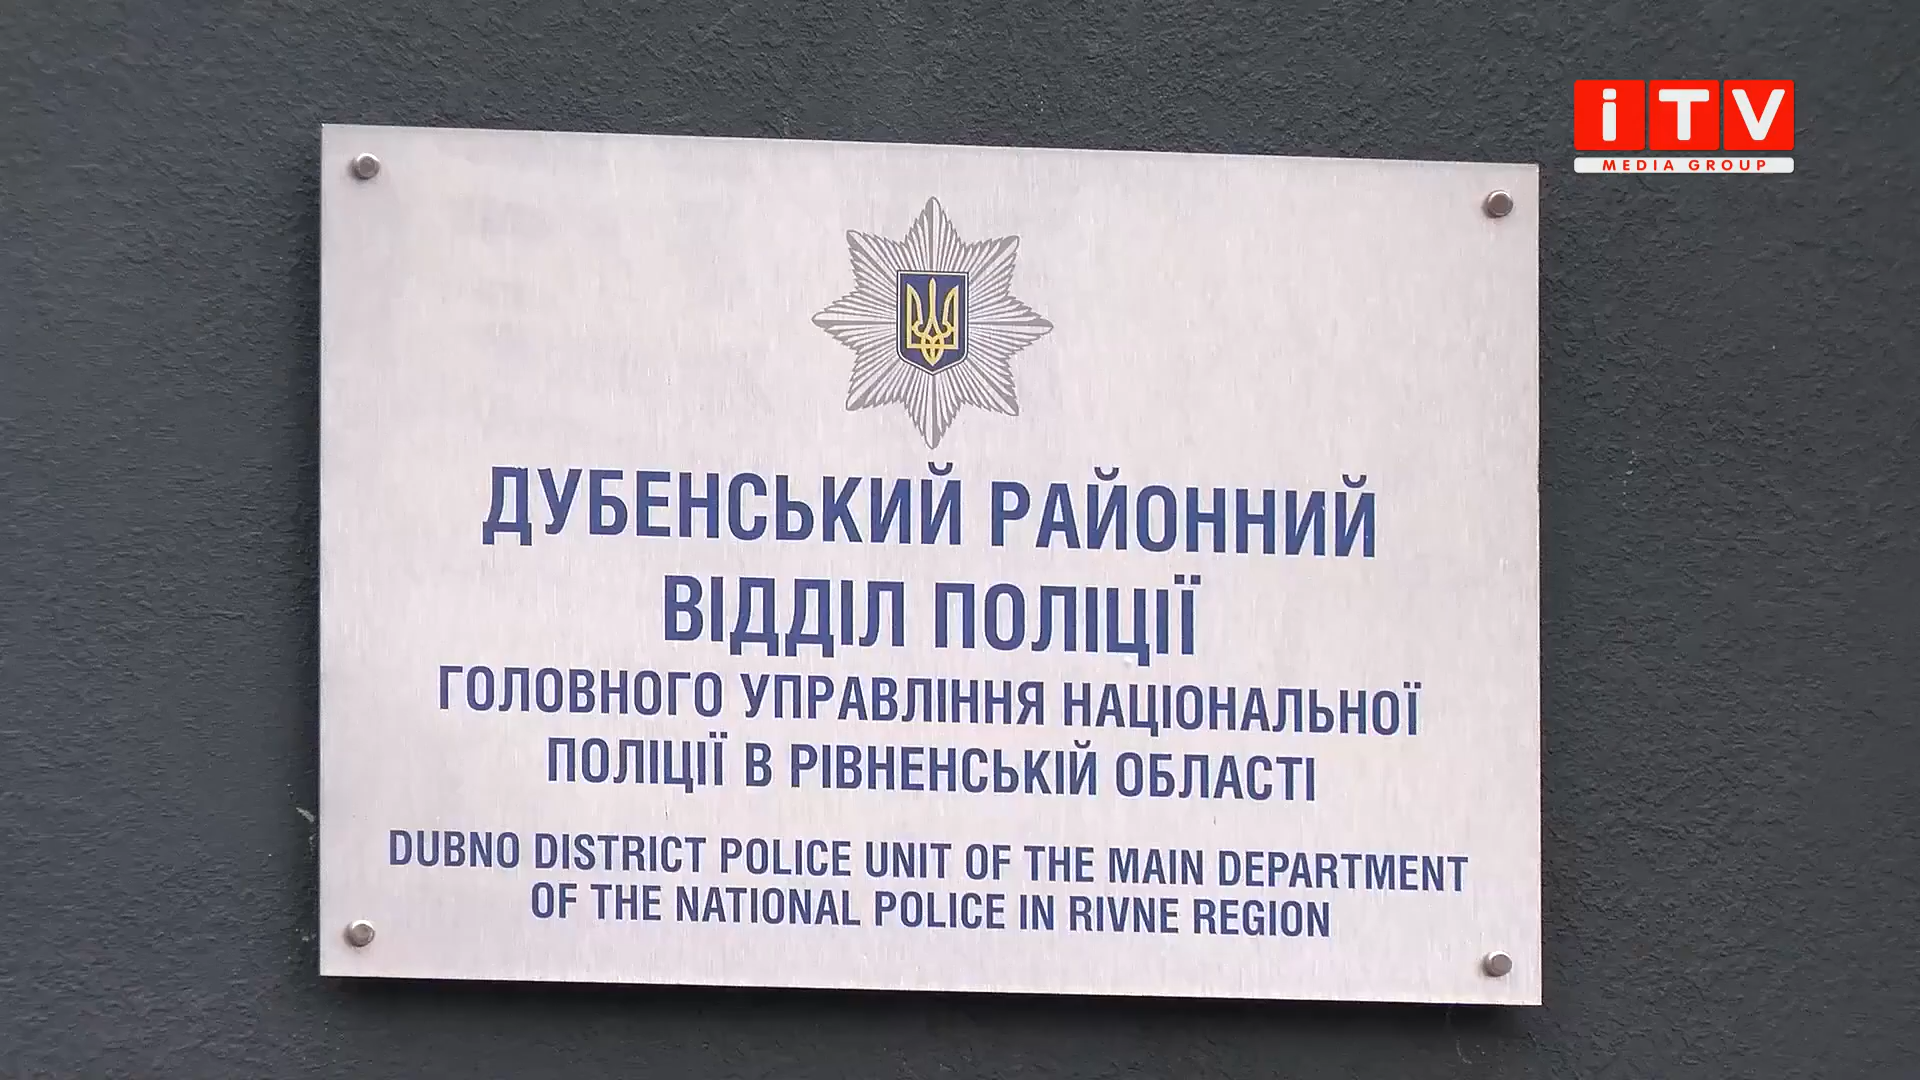 iTV
MEDIA GROUP
ДУБЕНСЬКИЙ РАЙОННИЙ
ВІДДІЛ ПОЛІЦІЇ
ГОЛОВНОГО УПРАВЛІННЯ НАЦІОНАЛЬНОЇ
ПОЛІЦІЇ В РІВНЕНСЬКІЙ ОБЛАСТІ
DUBNO DISTRICT POLICE UNIT OF THE MAIN DEPARTMENT
OF THE NATIONAL POLICE IN RIVNE REGION